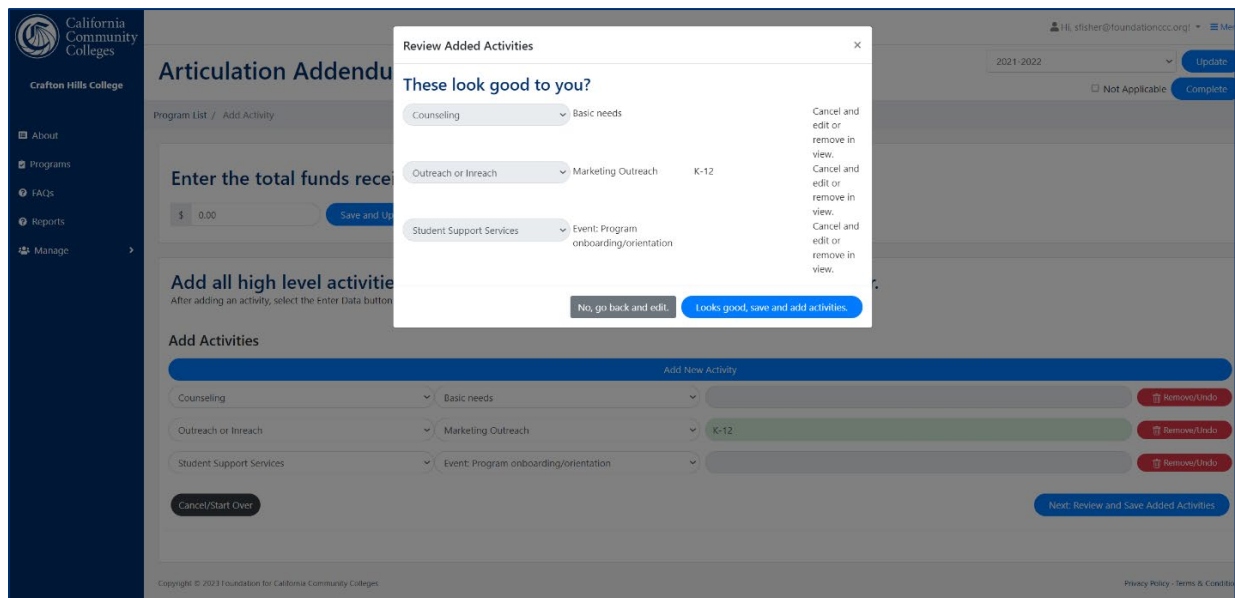 California
Community
Colleges
Crafton Hills College
About
Programs
FAQs
Reports
Manage
Hi, sfisher@foundationccc.org!
Articulation Addendu
2021-2022
Update
Not Applicable
Complete
Program List / Add Activity
Enter the total funds recei
$ 0.00
Save and Up
Add all high level activitie
r.
After adding an activity, select the Enter Data button
Review Added Activities
×
These look good to you?
Counseling
Basic needs
Cancel and
edit or
remove in
view.
Outreach or Inreach
Marketing Outreach
K-12
Cancel and
edit or
remove in
view.
Student Support Services
Event: Program
onboarding/orientation
Cancel and
edit or
remove in
view.
No, go back and edit.
Looks good, save and add activities.
Add Activities
Add New Activity
Counseling
Basic needs
Remove/Undo
Outreach or Inreach
Marketing Outreach
K-12
Remove/Undo
Student Support Services
Event: Program onboarding/orientation
Remove/Undo
Cancel/Start Over
Next: Review and Save Added Activities
Copyright © 2023 Foundation for California Community Colleges
Privacy Policy - Terms & Conditio